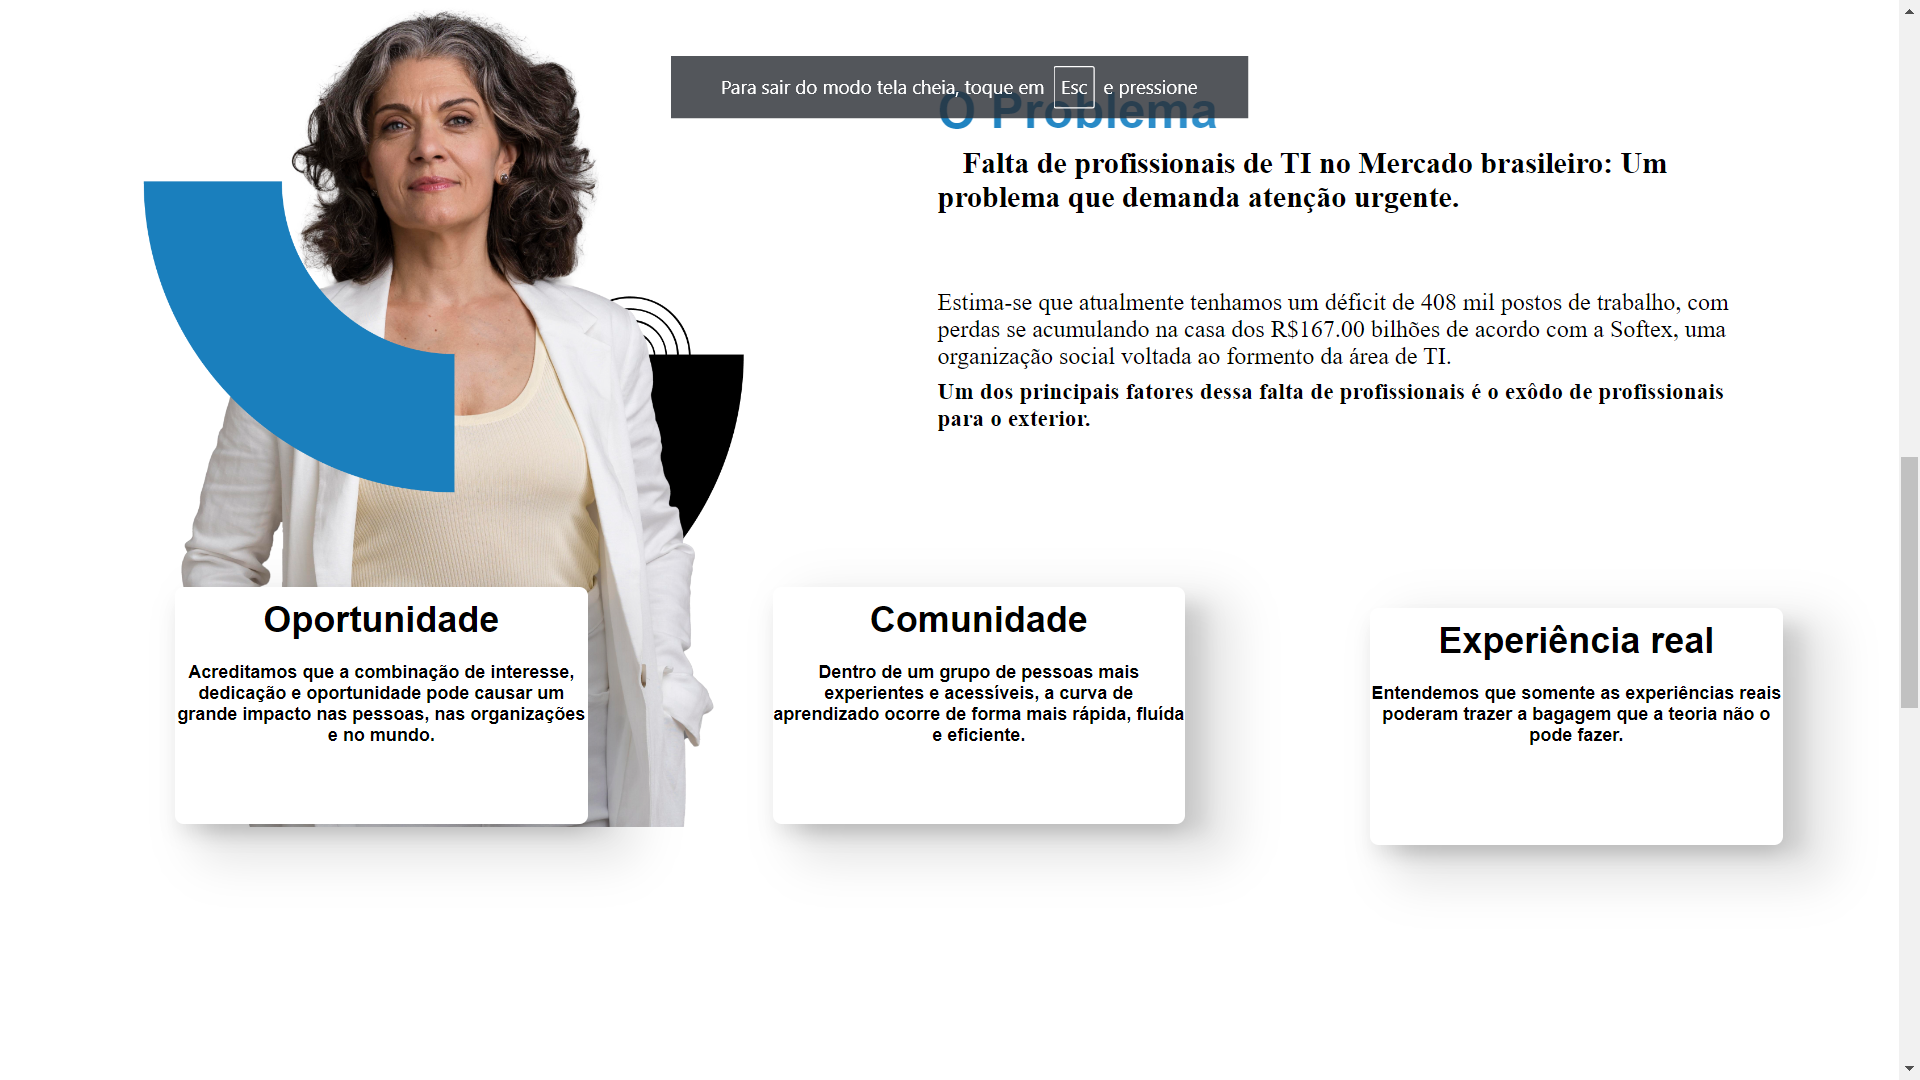 Para sair do modo tela cheia, toque em Esc e pressione
O Problema
Falta de profissionais de TI no Mercado brasileiro: Um
problema que demanda atenção urgente.
Estima-se que atualmente tenhamos um déficit de 408 mil postos de trabalho, com
perdas se acumulando na casa dos R$167.00 bilhões de acordo com a Softex, uma
organização social voltada ao formento da área de TI.
Um dos principais fatores dessa falta de profissionais é o exôdo de profissionais
para o exterior.
Oportunidade
Acreditamos que a combinação de interesse,
dedicação e oportunidade pode causar um
grande impacto nas pessoas, nas organizações
e no mundo.
Comunidade
Dentro de um grupo de pessoas mais
experientes e acessíveis, a curva de
aprendizado ocorre de forma mais rápida, fluída
e eficiente.
Experiência real
Entendemos que somente as experiências reais
poderam trazer a bagagem que a teoria não o
pode fazer.